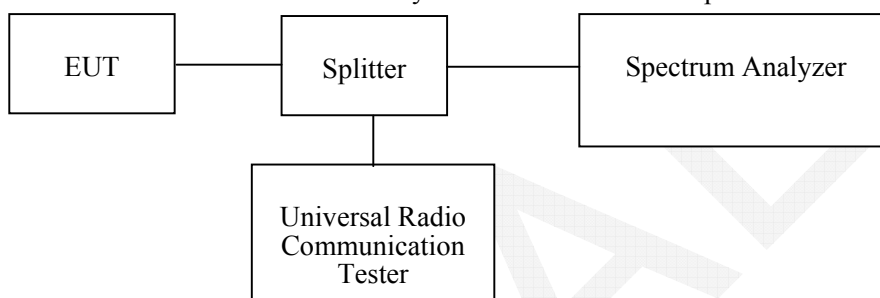 EUT
Splitter
Spectrum Analyzer
Universal Radio
Communication
Tester